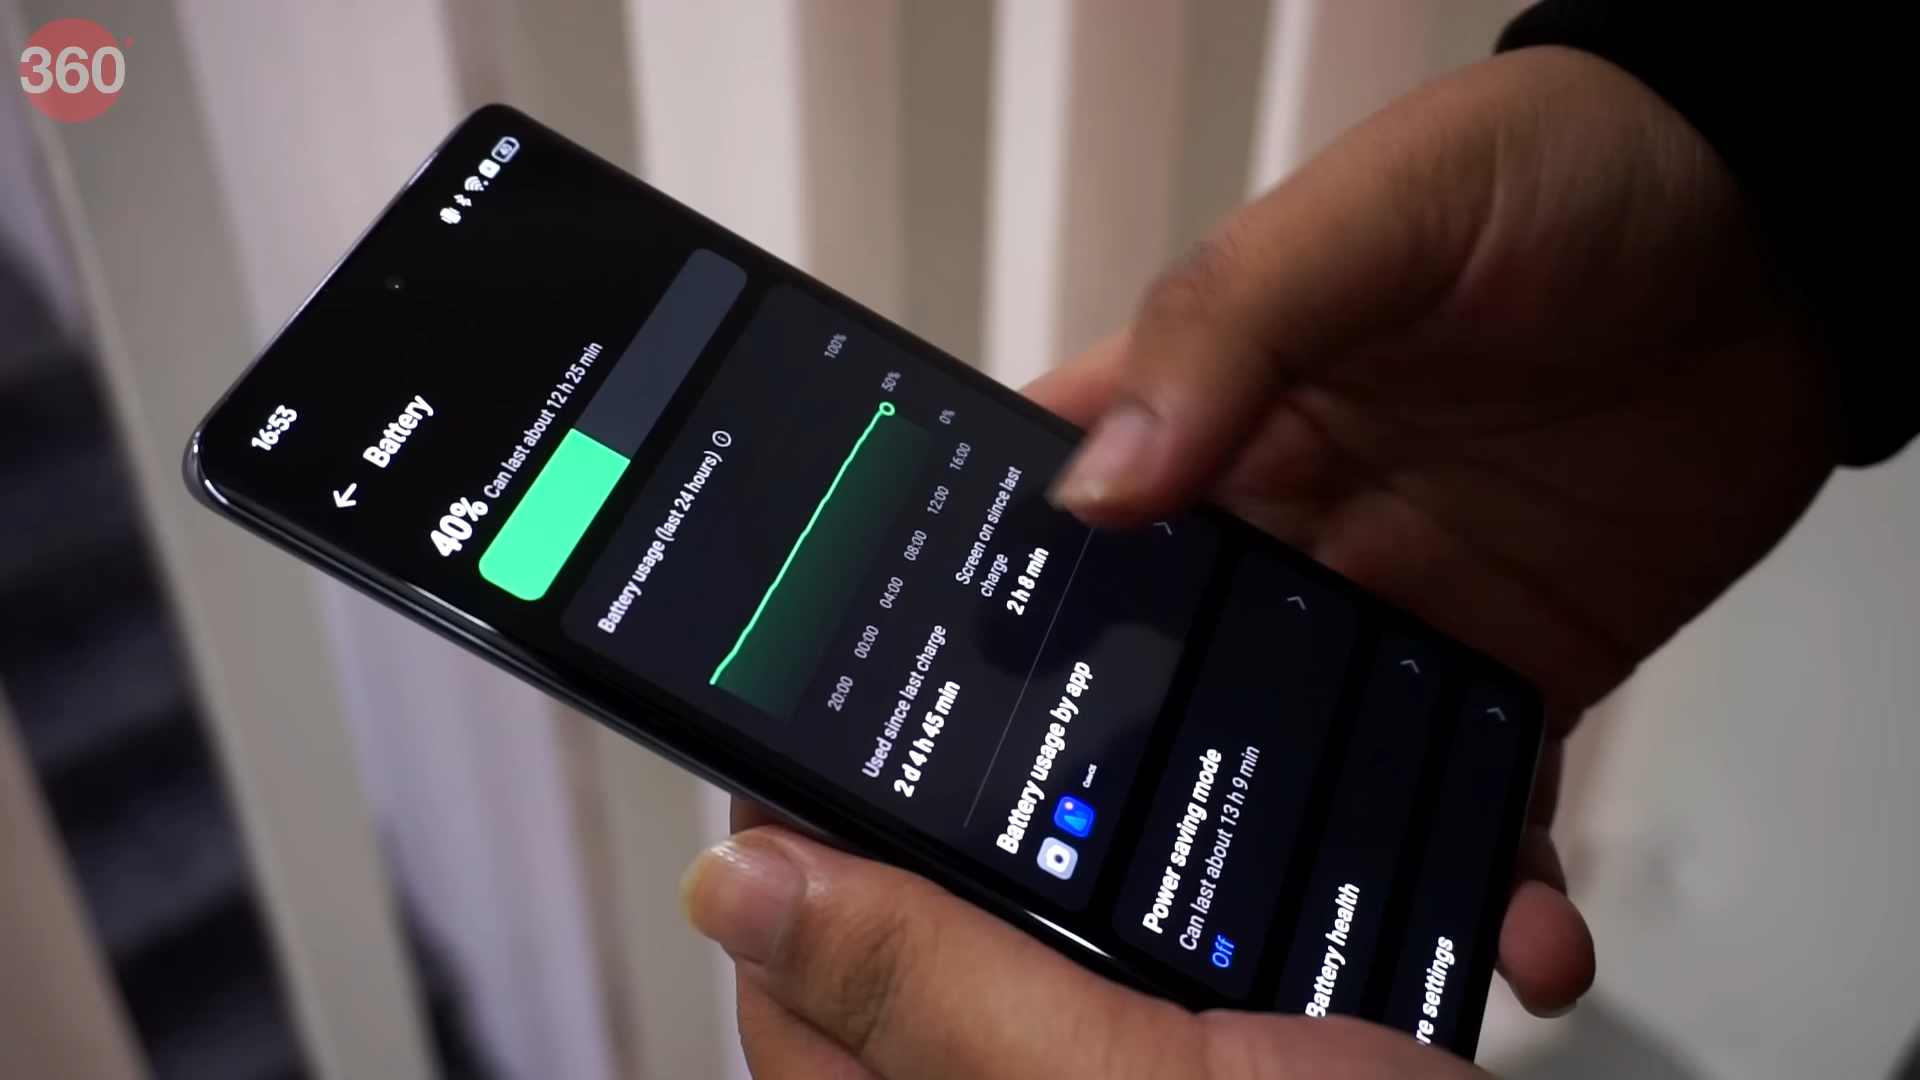 360°
16:53
40
Battery
40% Can last about 12 h 25 min
Battery usage (last 24 hours)
100%
50%
0%
20:00 00:00 04:00 08:00 12:00 16:00
Used since last charge
2 d 4 h 45 min
Screen on since last
charge
2 h 8 min
Battery usage by app
Power saving mode
Can last about 13 h 9 min
Off
Battery health
re settings